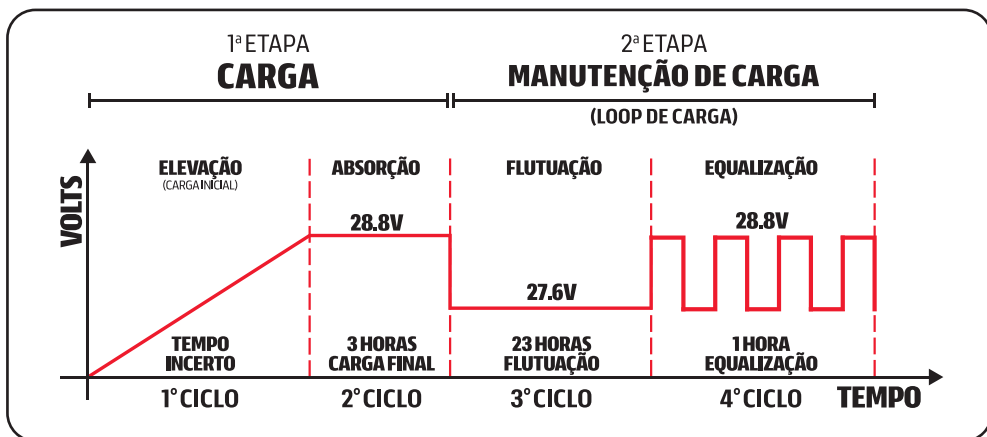 1ª ETAPA
CARGA
2ª ETAPA
MANUTENÇÃO DE CARGA
(LOOP DE CARGA)
VOLTS
ELEVAÇÃO
(CARGA INICIAL)
ABSORÇÃO
FLUTUAÇÃO
EQUALIZAÇÃO
28.8V
27.6V
28.8V
TEMPO
INCERTO
3 HORAS
CARGA FINAL
23 HORAS
FLUTUAÇÃO
1 HORA
EQUALIZAÇÃO
1° CICLO
2° CICLO
3° CICLO
4° CICLO
TEMPO